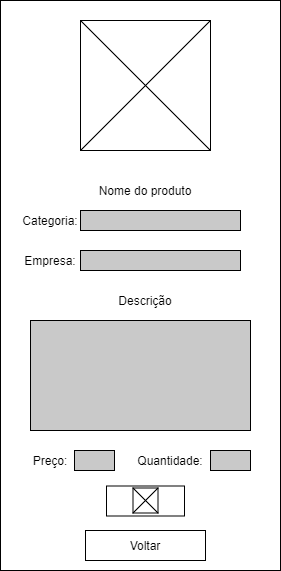 Nome do produto
Categoria:
Empresa:
Descrição
Preço: Quantidade:
Voltar